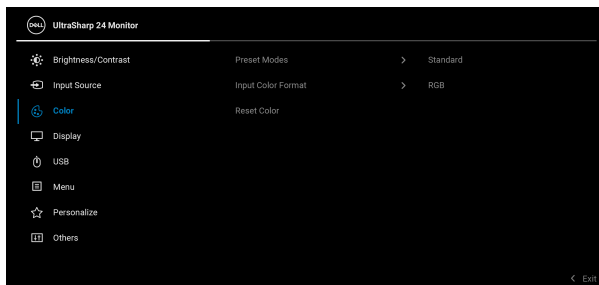 DELL UltraSharp 24 Monitor
Brightness/Contrast Preset Modes > Standard
Input Source Input Color Format > RGB
Color Reset Color
Display
USB
Menu
Personalize
Others
< Exit